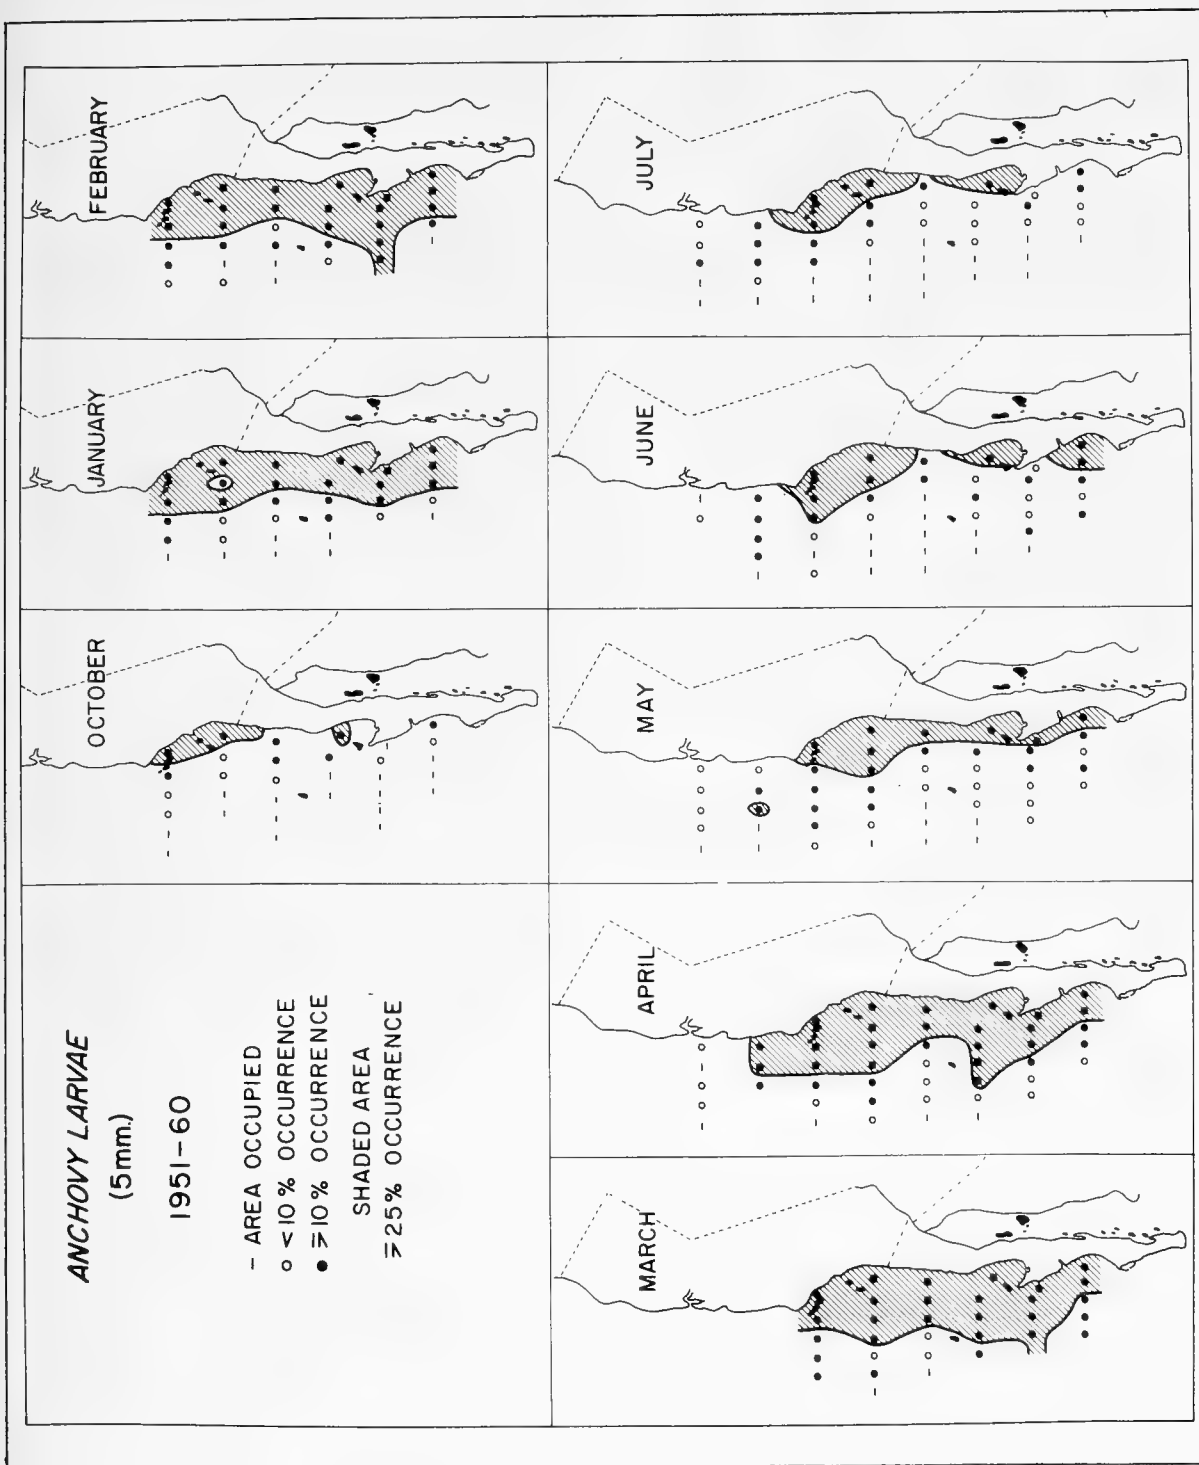 ANCHOVY LARVAE
(5mm.)
1951-60
– AREA OCCUPIED
○ < 10 % OCCURRENCE
● ⩾ 10 % OCCURRENCE
SHADED AREA
⩾ 25 % OCCURRENCE
OCTOBER
JANUARY
FEBRUARY
MARCH
APRIL
MAY
JUNE
JULY